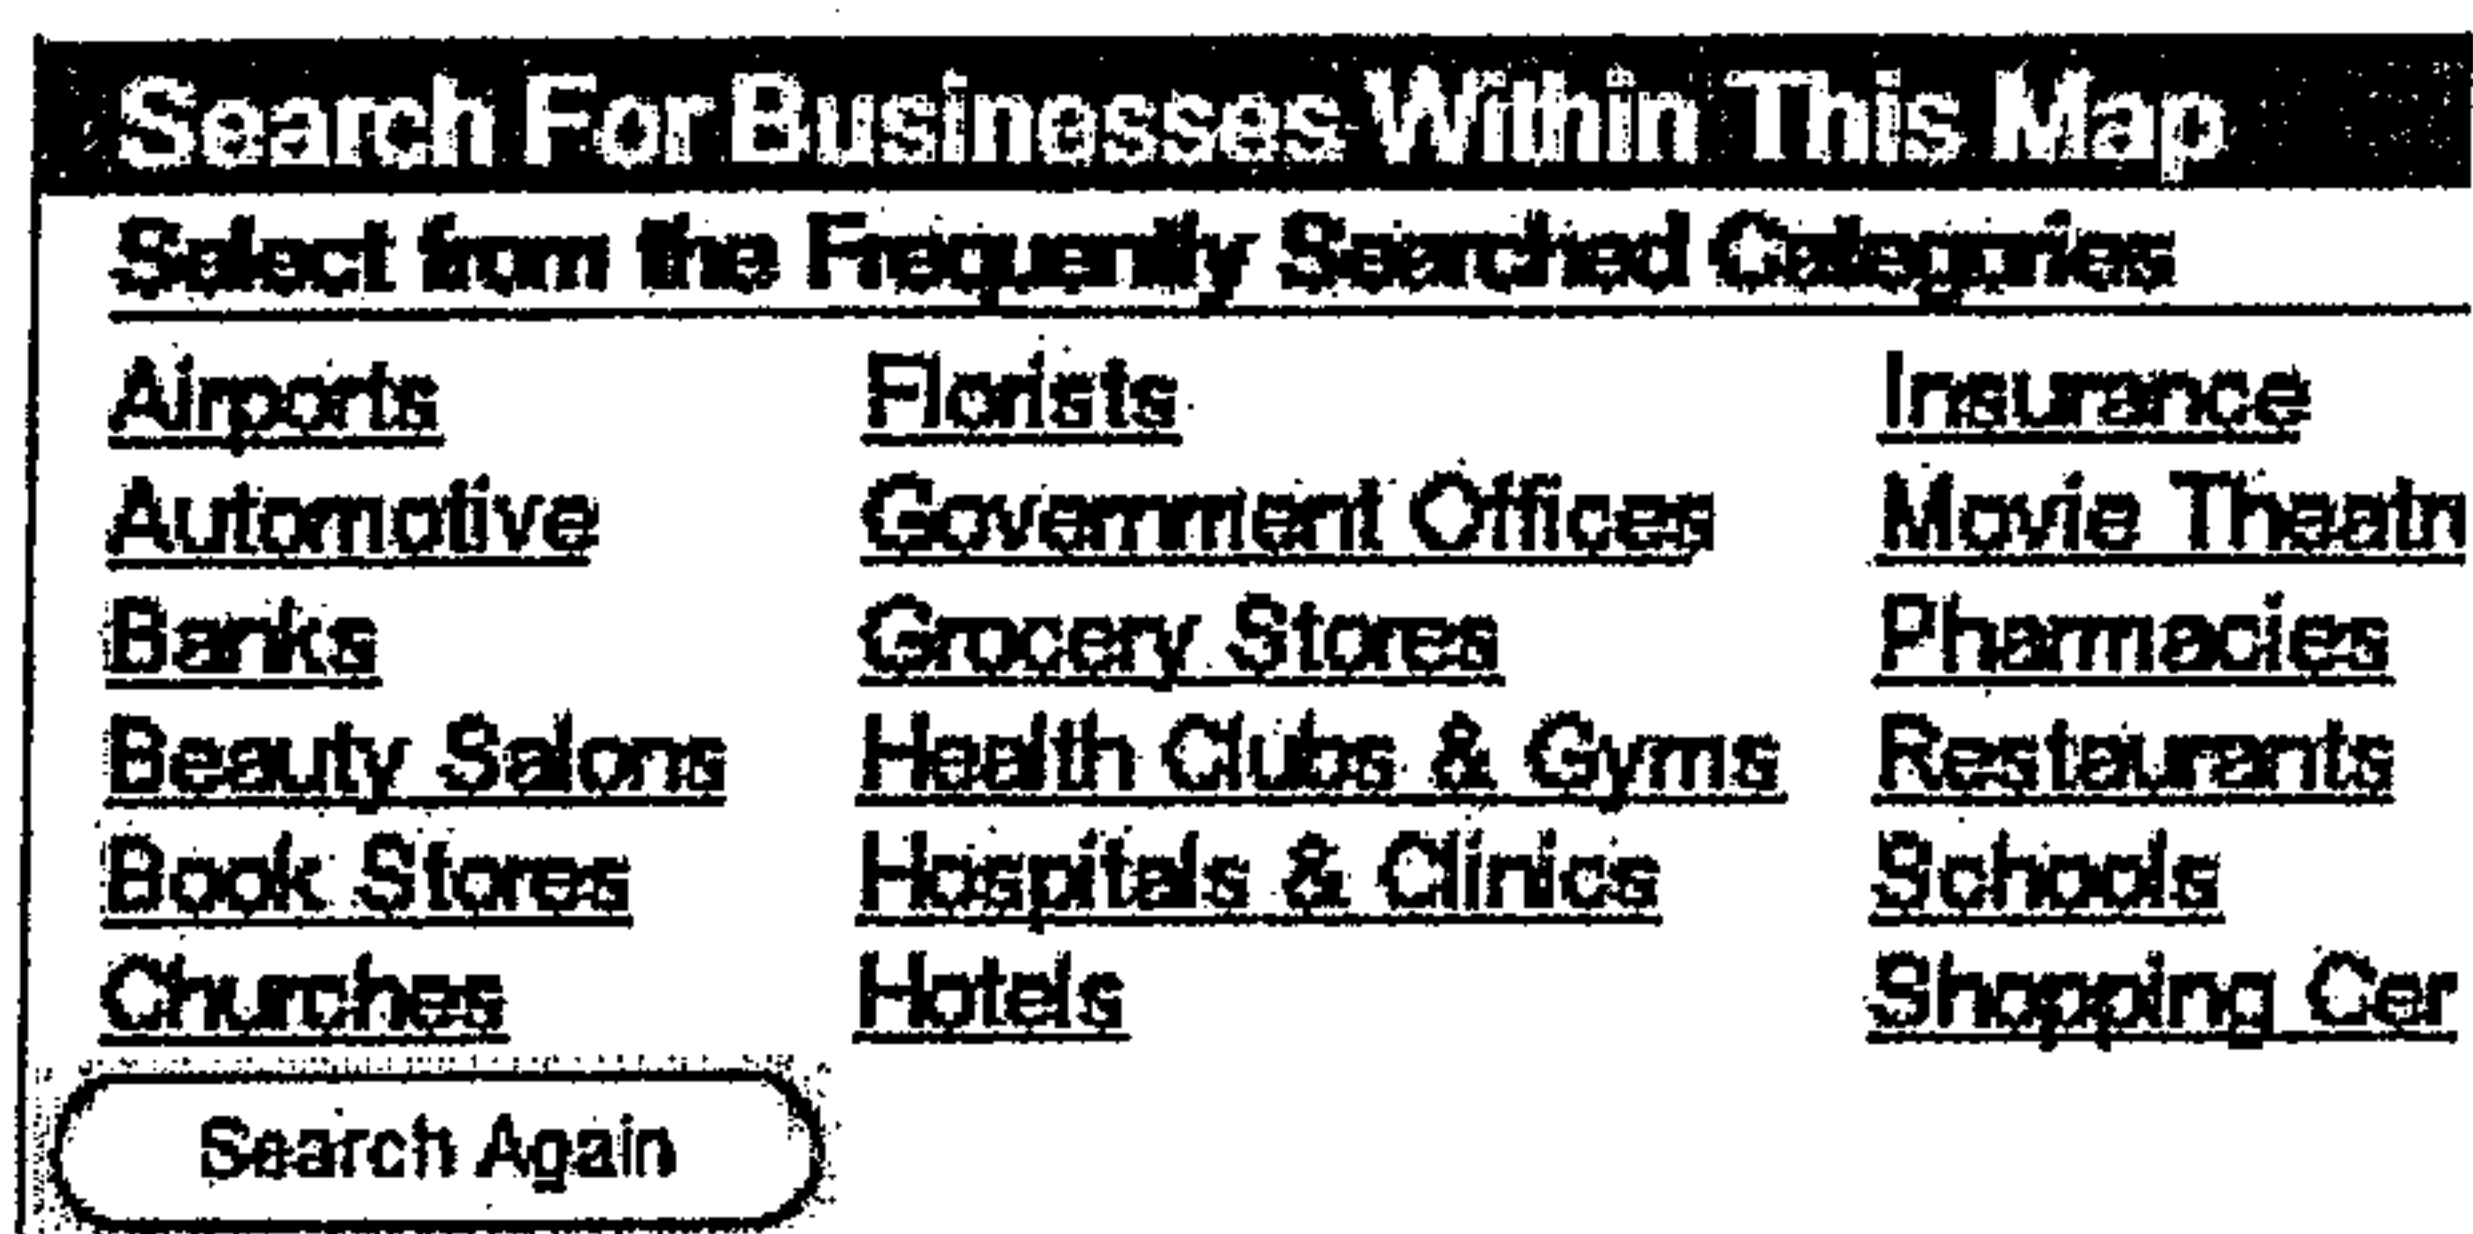 Search For Businesses Within This Map
Select from the Frequently Searched Categories
Airports Florists Insurance
Automotive Government Offices Movie Theatr
Banks Grocery Stores Pharmacies
Beauty Salons Health Clubs & Gyms Restaurants
Book Stores Hospitals & Clinics Schools
Churches Hotels Shopping Cer
Search Again